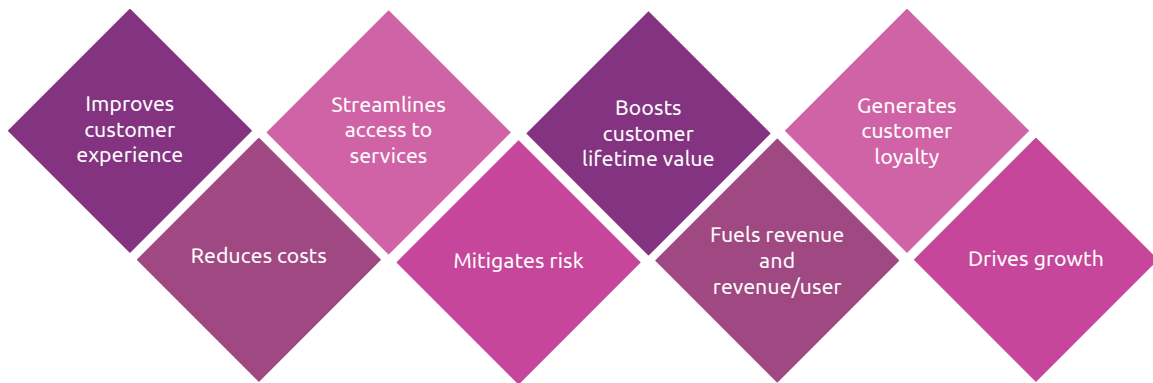 Improves
customer
experience
Reduces costs
Streamlines
access to
services
Mitigates risk
Boosts
customer
lifetime value
Fuels revenue
and
revenue/user
Generates
customer
loyalty
Drives growth